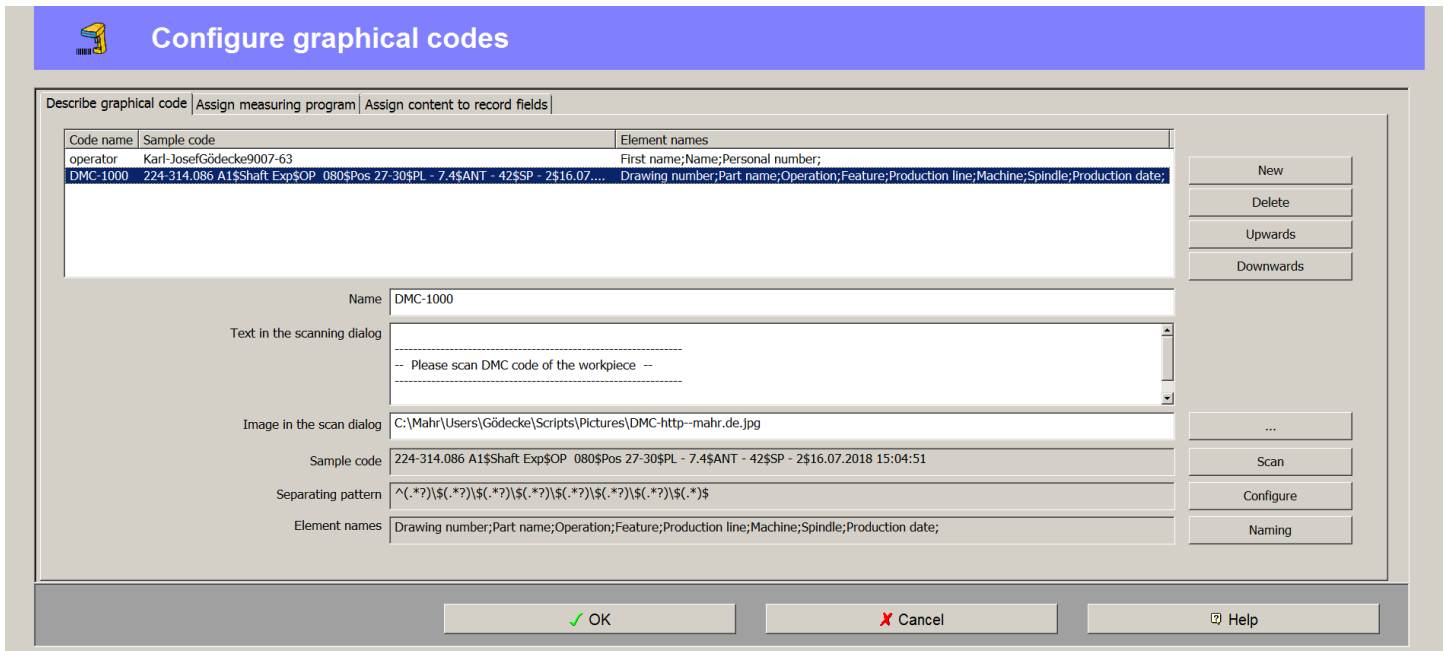 Configure graphical codes
Describe graphical code Assign measuring program Assign content to record fields
Code name Sample code Element names
operator Karl-JosefGödecke9007-63 First name;Name;Personal number;
DMC-1000 224-314.086 A1$Shaft Exp$OP  080$Pos 27-30$PL - 7.4$ANT - 42$SP - 2$16.07.... Drawing number;Part name;Operation;Feature;Production line;Machine;Spindle;Production date;
New
Delete
Upwards
Downwards
Name DMC-1000
Text in the scanning dialog
----------------------------------------------------------------
--  Please scan DMC code of the workpiece  --
----------------------------------------------------------------
Image in the scan dialog C:\Mahr\Users\Gödecke\Scripts\Pictures\DMC-http--mahr.de.jpg ...
Sample code 224-314.086 A1$Shaft Exp$OP  080$Pos 27-30$PL - 7.4$ANT - 42$SP - 2$16.07.2018 15:04:51 Scan
Separating pattern ^(.*?)\$(.*?)\$(.*?)\$(.*?)\$(.*?)\$(.*?)\$(.*?)\$(.*)$ Configure
Element names Drawing number;Part name;Operation;Feature;Production line;Machine;Spindle;Production date; Naming
OK Cancel Help